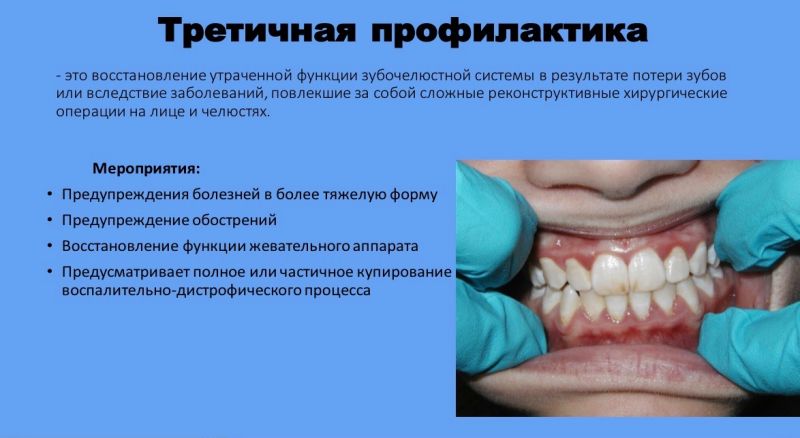 Третичная профилактика
- это восстановление утраченной функции зубочелюстной системы в результате потери зубов
или вследствие заболеваний, повлекшие за собой сложные реконструктивные хирургические
операции на лице и челюстях.
Мероприятия:
• Предупреждения болезней в более тяжелую форму
• Предупреждение обострений
• Восстановление функции жевательного аппарата
• Предусматривает полное или частичное купирование
воспалительно-дистрофического процесса